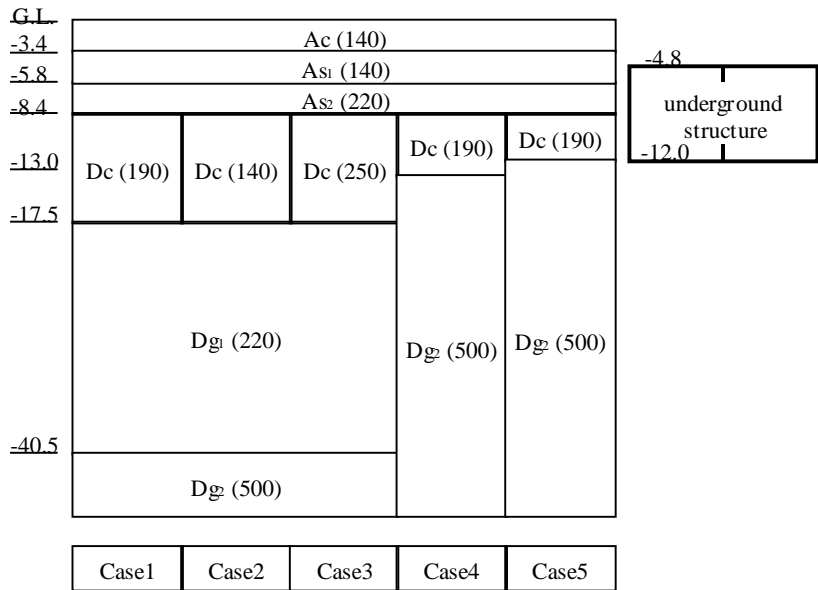 G.L.
Ac (140)
-3.4
As1 (140)
-4.8
-5.8
As2 (220)
-8.4
underground
structure
Dc (190) Dc (140) Dc (250) Dc (190) Dc (190)
-13.0
-12.0
-17.5
Dg1 (220)
Dg2 (500) Dg2 (500)
-40.5
Dg2 (500)
Case1 Case2 Case3 Case4 Case5